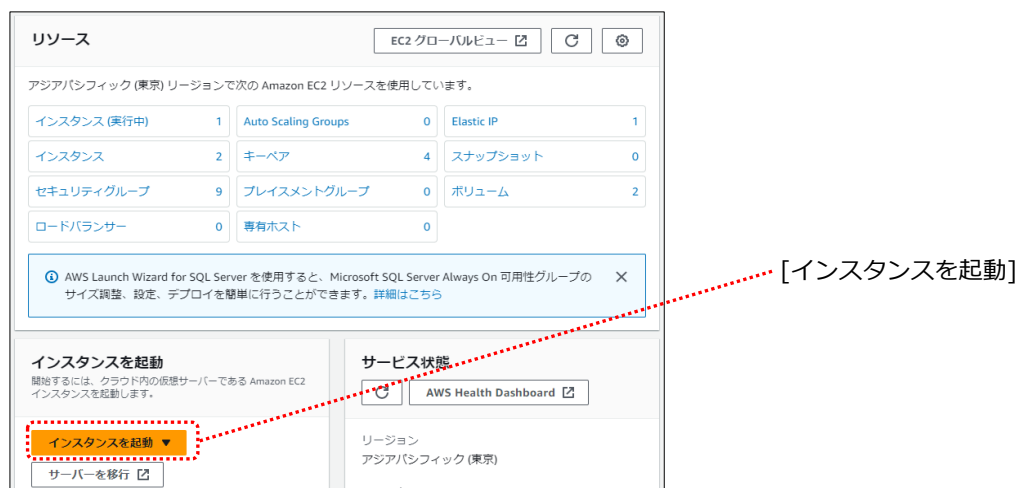 リソース
EC2 グローバルビュー
アジアパシフィック (東京) リージョンで次の Amazon EC2 リソースを使用しています。
インスタンス (実行中) 1
Auto Scaling Groups 0
Elastic IP 1
インスタンス 2
キーペア 4
スナップショット 0
セキュリティグループ 9
プレイスメントグループ 0
ボリューム 2
ロードバランサー 0
専有ホスト 0
AWS Launch Wizard for SQL Server を使用すると、Microsoft SQL Server Always On 可用性グループの
サイズ調整、設定、デプロイを簡単に行うことができます。詳細はこちら
[インスタンスを起動]
インスタンスを起動
開始するには、クラウド内の仮想サーバーである Amazon EC2
インスタンスを起動します。
インスタンスを起動 ▼
サーバーを移行
サービス状態
AWS Health Dashboard
リージョン
アジアパシフィック (東京)